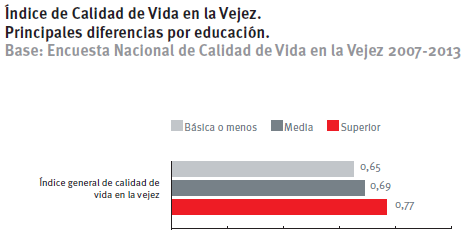 Índice de Calidad de Vida en la Vejez.
Principales diferencias por educación.
Base: Encuesta Nacional de Calidad de Vida en la Vejez 2007-2013
Básica o menos Media Superior
Índice general de calidad de
vida en la vejez
0,65
0,69
0,77